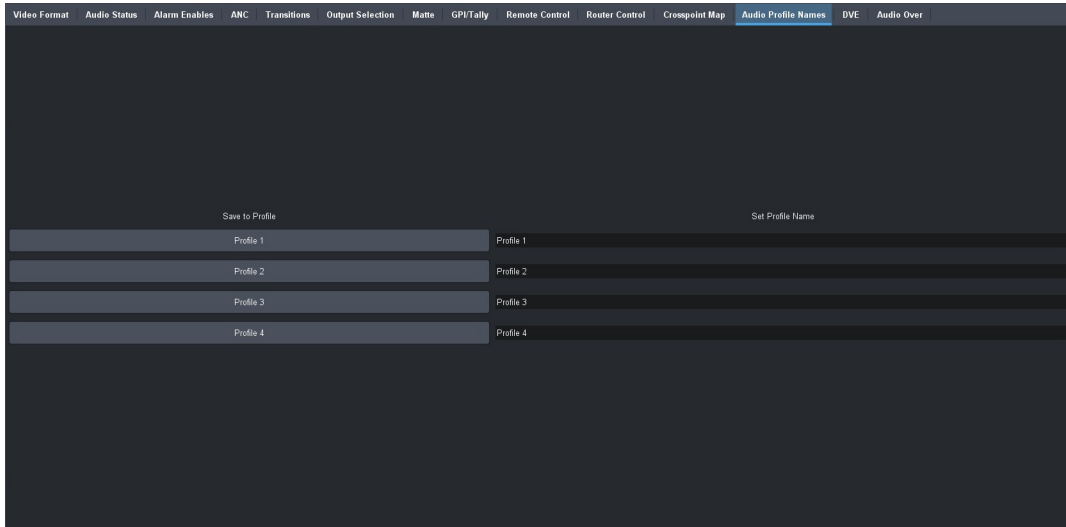 Video Format Audio Status Alarm Enables ANC Transitions Output Selection Matte GPI/Tally Remote Control Router Control Crosspoint Map Audio Profile Names DVE Audio Over
Save to Profile Set Profile Name
Profile 1 Profile 1
Profile 2 Profile 2
Profile 3 Profile 3
Profile 4 Profile 4